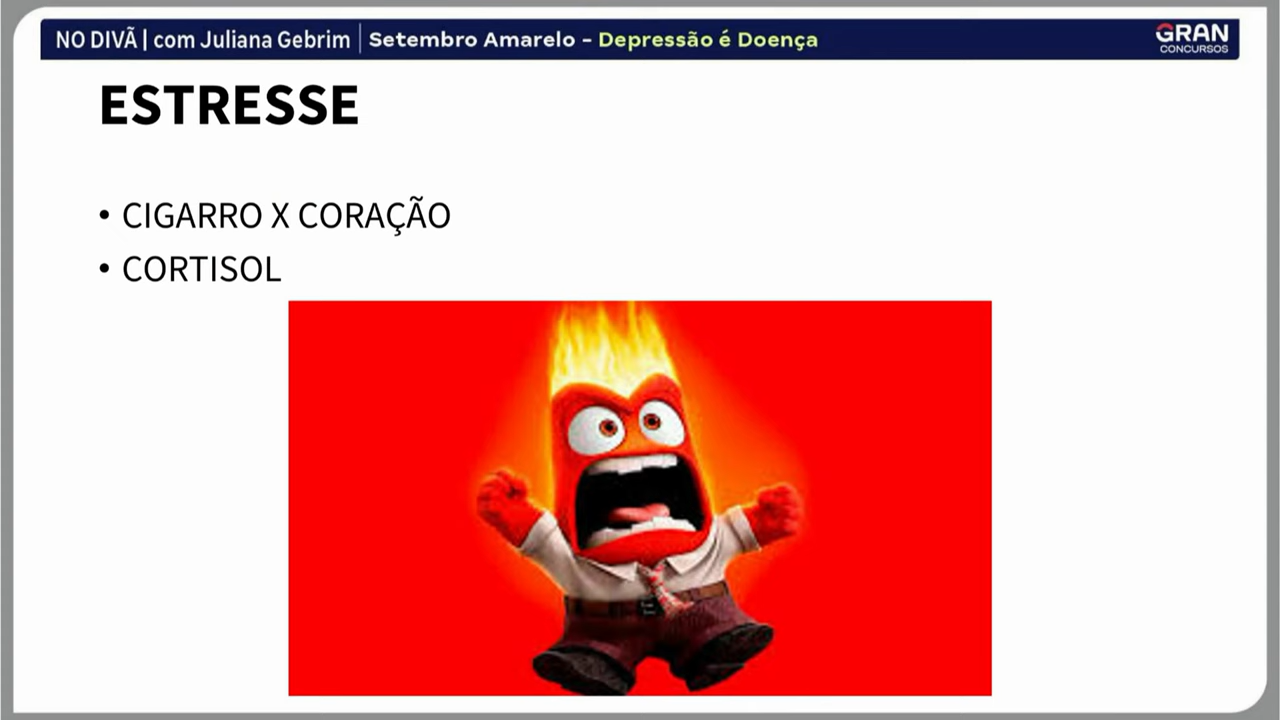 NO DIVÃ | com Juliana Gebrim | Setembro Amarelo – Depressão é Doença
GRAN
CONCURSOS
ESTRESSE
• CIGARRO X CORAÇÃO
• CORTISOL